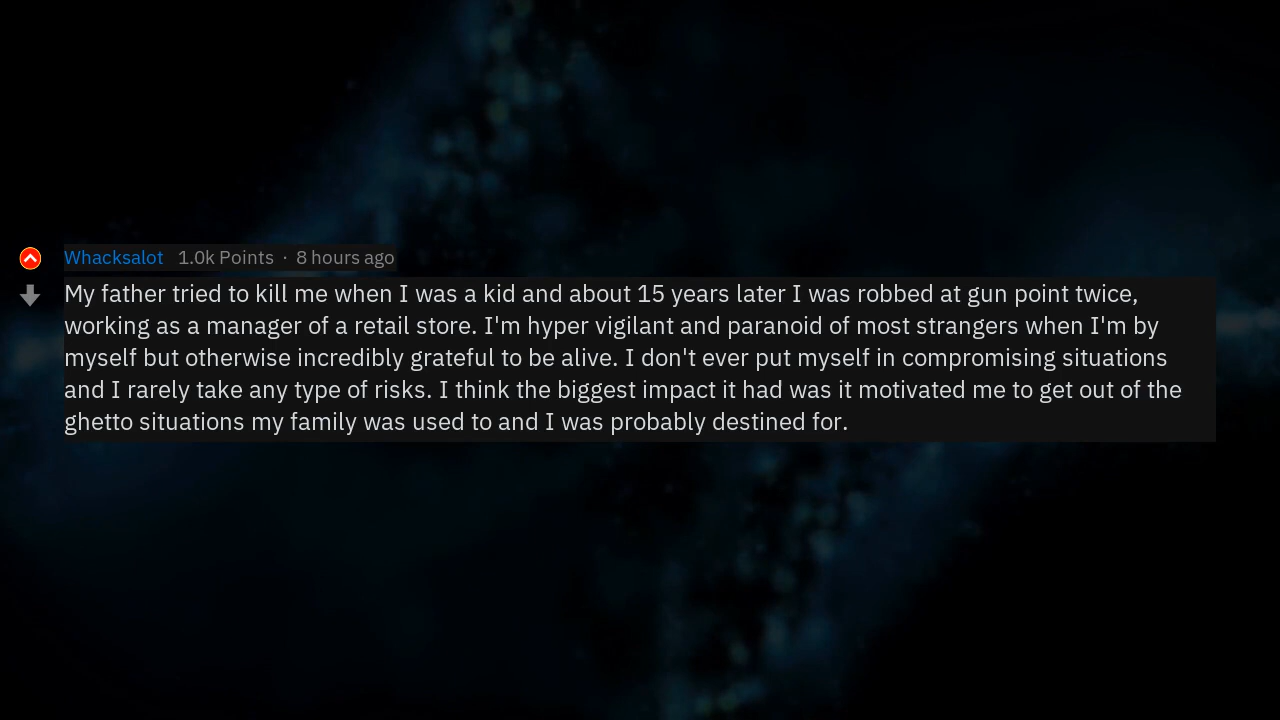 Whacksalot 1.0k Points · 8 hours ago
My father tried to kill me when I was a kid and about 15 years later I was robbed at gun point twice,
working as a manager of a retail store. I'm hyper vigilant and paranoid of most strangers when I'm by
myself but otherwise incredibly grateful to be alive. I don't ever put myself in compromising situations
and I rarely take any type of risks. I think the biggest impact it had was it motivated me to get out of the
ghetto situations my family was used to and I was probably destined for.